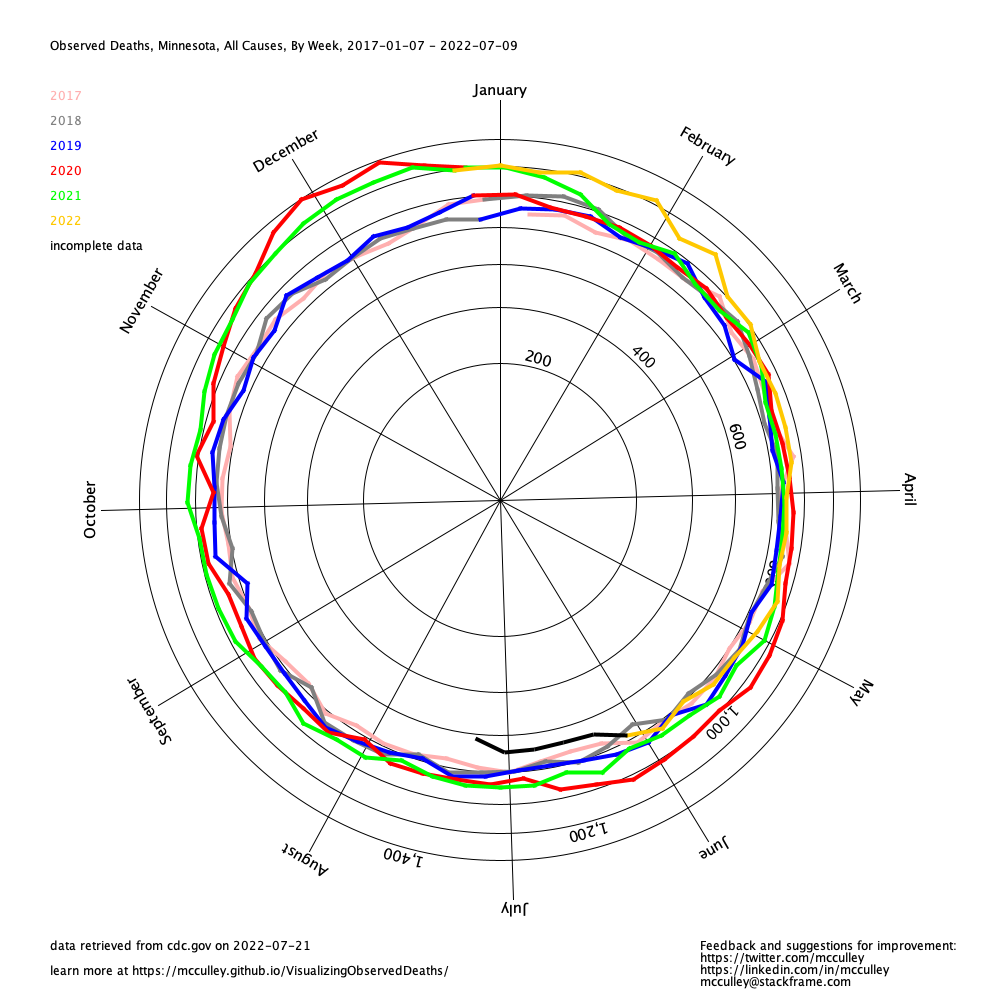 Observed Deaths, Minnesota, All Causes, By Week, 2017-01-07 - 2022-07-09
January
2017
2018
2019
2020
2021
2022
incomplete data
December
February
November
March
200
400
600
October
April
September
May
1,000
1,200
1,400
August
June
July
data retrieved from cdc.gov on 2022-07-21
learn more at https://mcculley.github.io/VisualizingObservedDeaths/
Feedback and suggestions for improvement:
https://twitter.com/mcculley
https://linkedin.com/in/mcculley
mcculley@stackframe.com